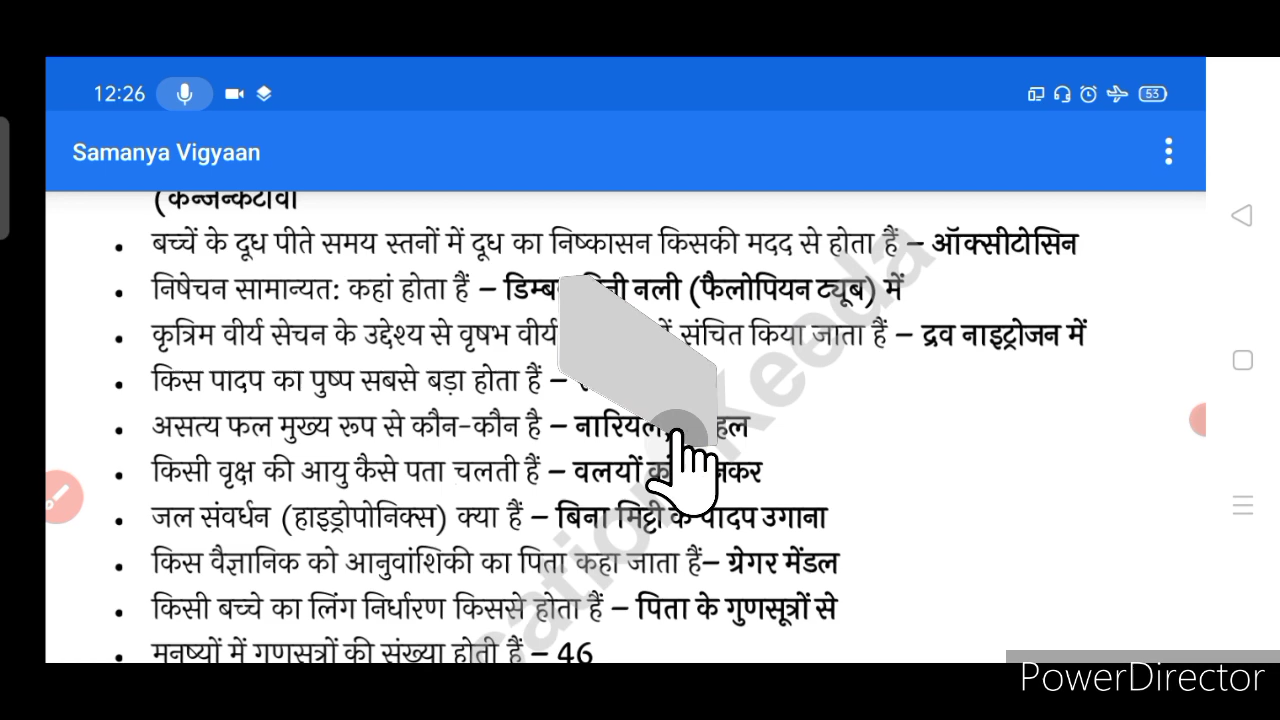 12:26 53
Samanya Vigyaan
(कन्जन्कटावा
• बच्चें के दूध पीते समय स्तनों में दूध का निष्कासन किसकी मदद से होता हैं – ऑक्सीटोसिन
• निषेचन सामान्यत: कहां होता हैं – नली (फैलोपियन ट्यूब) में
• कृत्रिम वीर्य सेचन के उद्देश्य से वृषभ वीर्य संचित किया जाता हैं – द्रव नाइट्रोजन में
• किस पादप का पुष्प सबसे बड़ा होता हैं –
• असत्य फल मुख्य रूप से कौन-कौन है –
• किसी वृक्ष की आयु कैसे पता चलती हैं – वलयों
• जल संवर्धन (हाइड्रोपोनिक्स) क्या हैं – बिना मिट्टी के पादप उगाना
• किस वैज्ञानिक को आनुवांशिकी का पिता कहा जाता हैं– ग्रेगर मेंडल
• किसी बच्चे का लिंग निर्धारण किससे होता हैं – पिता के गुणसूत्रों से
• मनुष्यों में गुणसूत्रों की संख्या होती हैं – 46
Keeda
PowerDirector